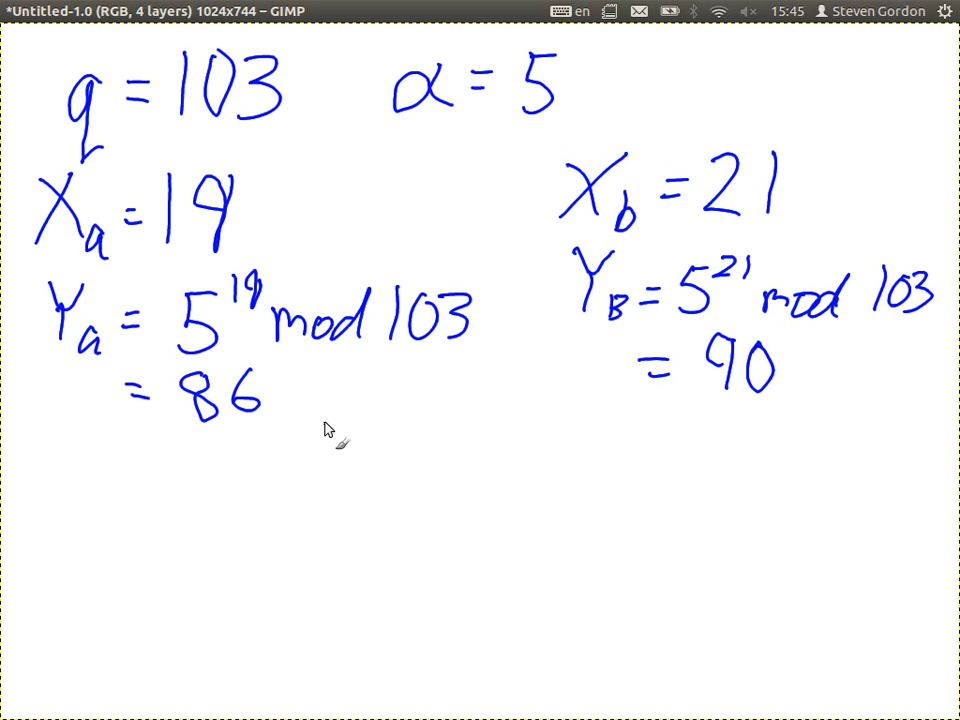 *Untitled-1.0 (RGB, 4 layers) 1024x744 – GIMP en 15:45 Steven Gordon
q = 103 α = 5
Xa = 19 Xb = 21
Ya = 5^19 mod 103 YB = 5^21 mod 103
= 86 = 90